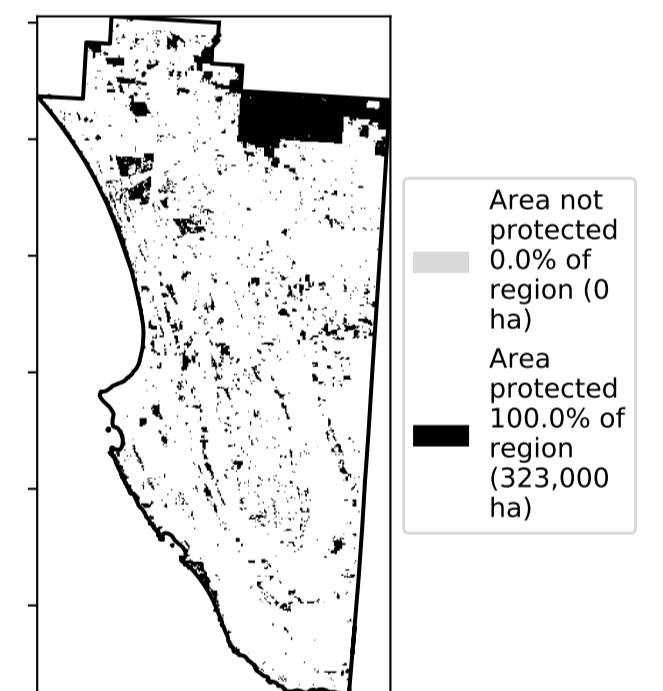 Area not
protected
0.0% of
region (0
ha)
Area
protected
100.0% of
region
(323,000
ha)